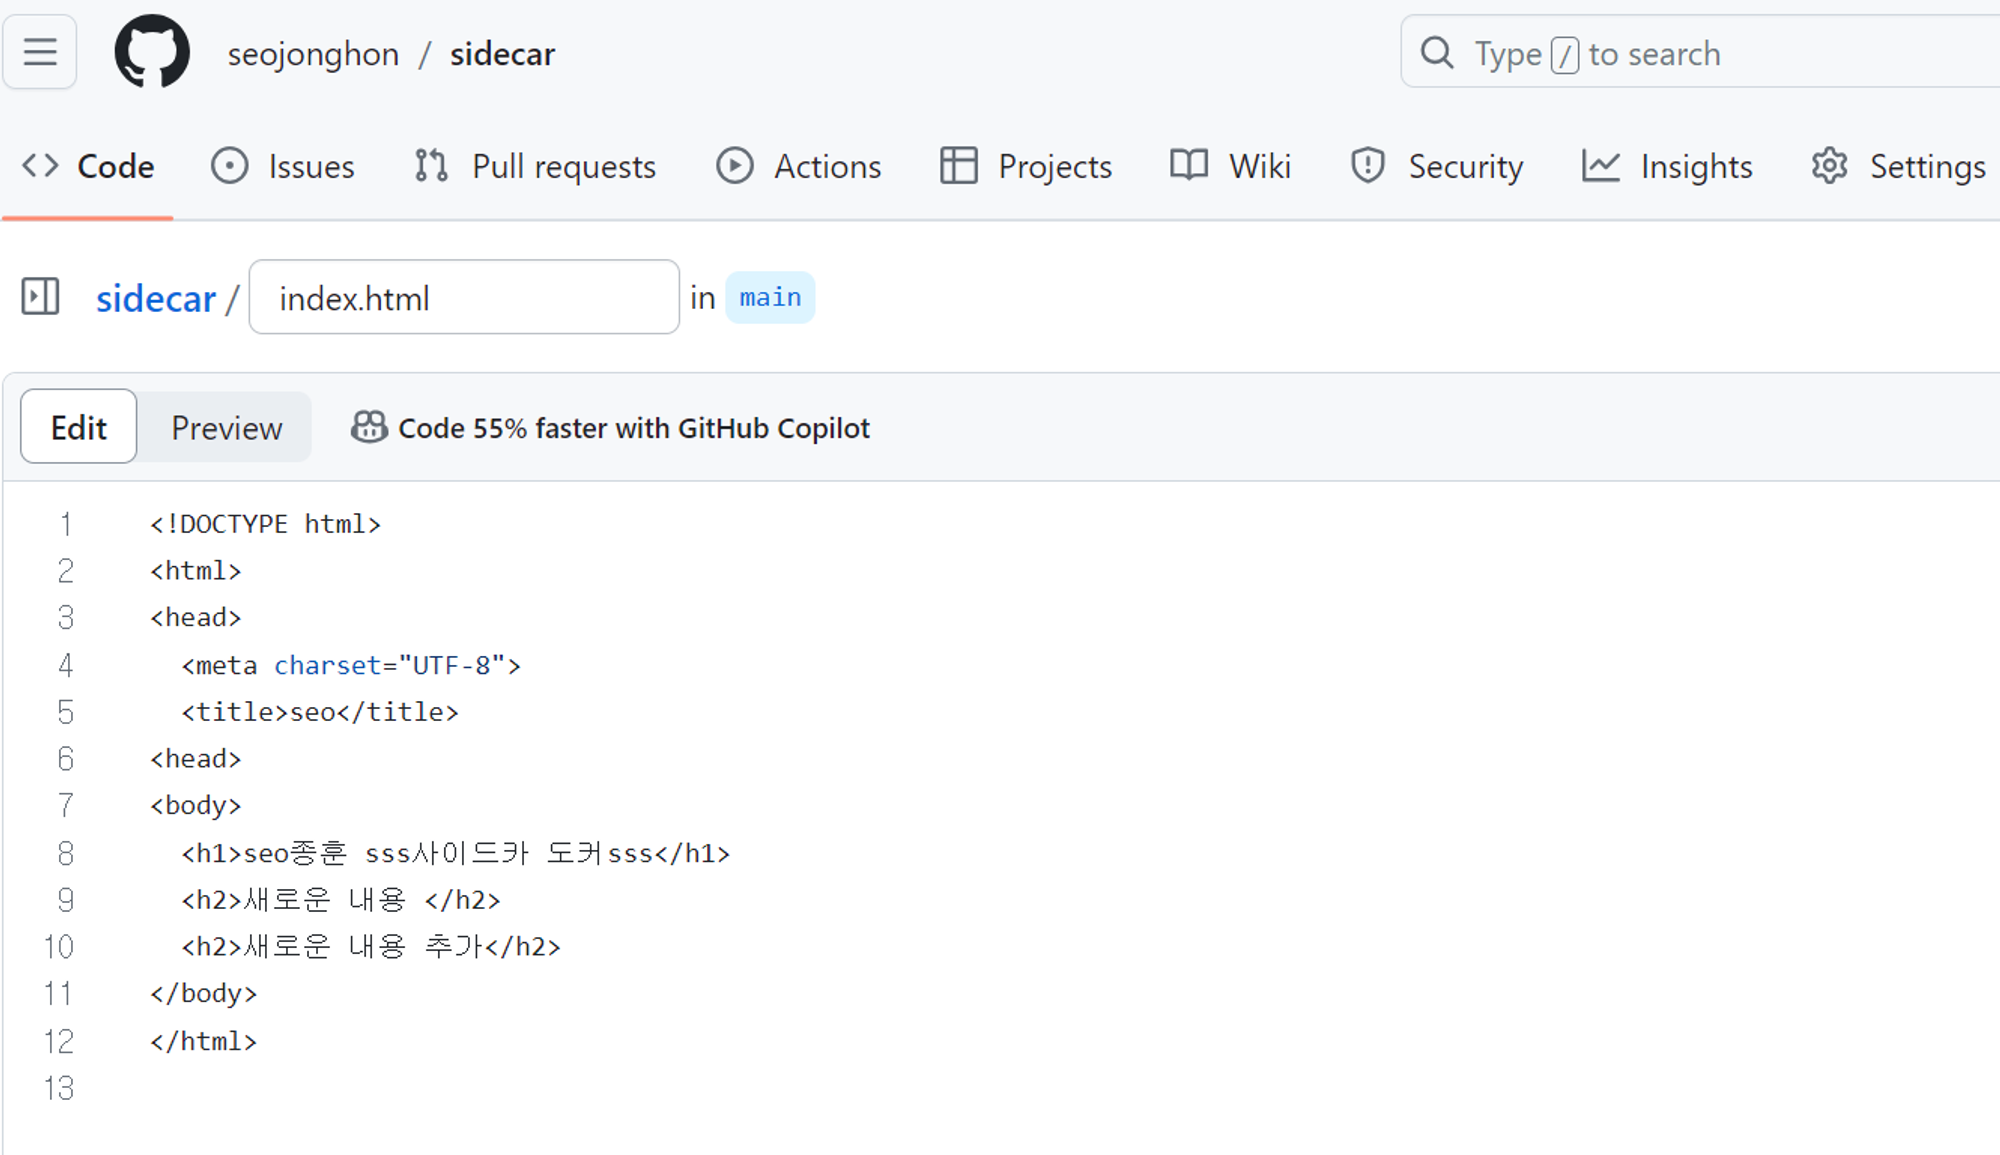 seojonghon / sidecar
Type / to search
Code Issues Pull requests Actions Projects Wiki Security Insights Settings
sidecar / index.html in main
Edit Preview Code 55% faster with GitHub Copilot
1 <!DOCTYPE html>
2 <html>
3 <head>
4 <meta charset="UTF-8">
5 <title>seo</title>
6 <head>
7 <body>
8 <h1>seo종훈 sss사이드카 도커sss</h1>
9 <h2>새로운 내용 </h2>
10 <h2>새로운 내용 추가</h2>
11 </body>
12 </html>
13